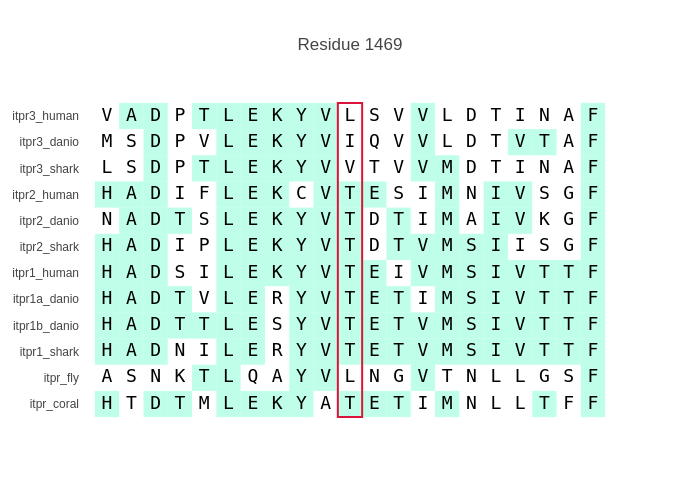 Residue 1469
itpr3_human V A D P T L E K Y V L S V V L D T I N A F
itpr3_danio M S D P V L E K Y V I Q V V L D T V T A F
itpr3_shark L S D P T L E K Y V V T V V M D T I N A F
itpr2_human H A D I F L E K C V T E S I M N I V S G F
itpr2_danio N A D T S L E K Y V T D T I M A I V K G F
itpr2_shark H A D I P L E K Y V T D T V M S I I S G F
itpr1_human H A D S I L E K Y V T E I V M S I V T T F
itpr1a_danio H A D T V L E R Y V T E T I M S I V T T F
itpr1b_danio H A D T T L E S Y V T E T V M S I V T T F
itpr1_shark H A D N I L E R Y V T E T V M S I V T T F
itpr_fly A S N K T L Q A Y V L N G V T N L L G S F
itpr_coral H T D T M L E K Y A T E T I M N L L T F F